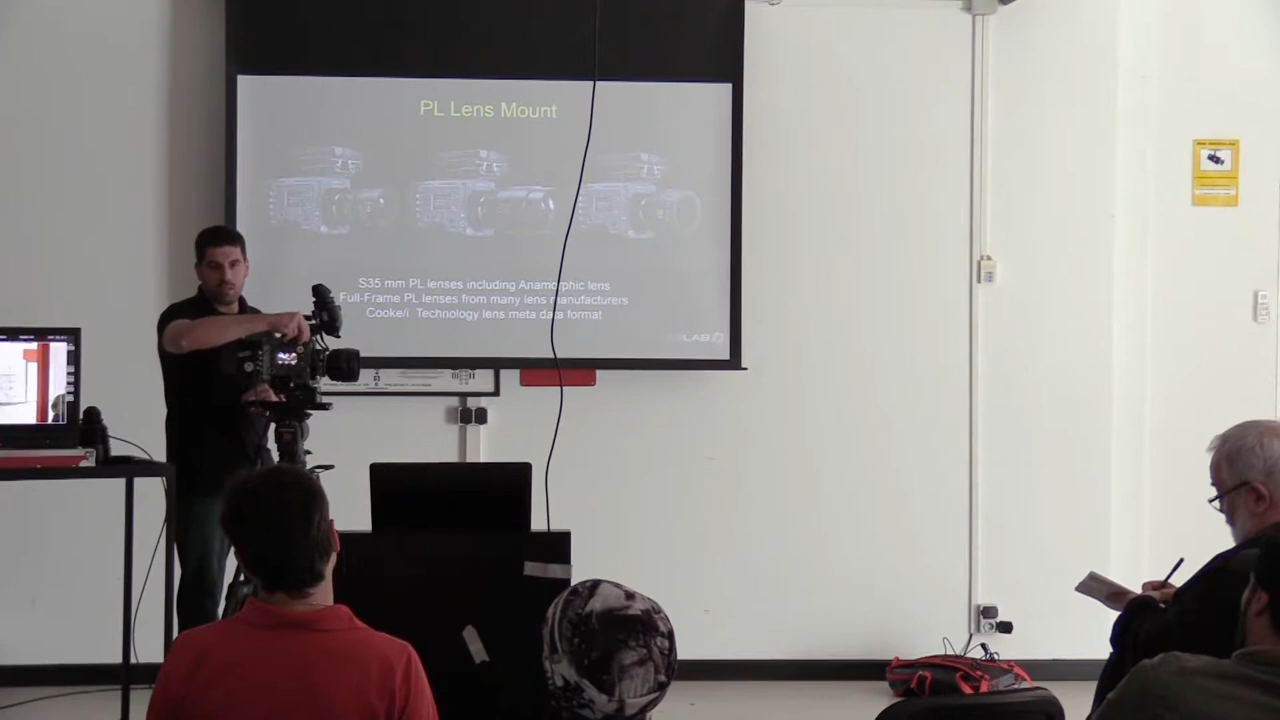 PL Lens Mount
S35 mm PL lenses including Anamorphic lens
Full-Frame PL lenses from many lens manufacturers
Cooke/i Technology lens meta data format
LAB